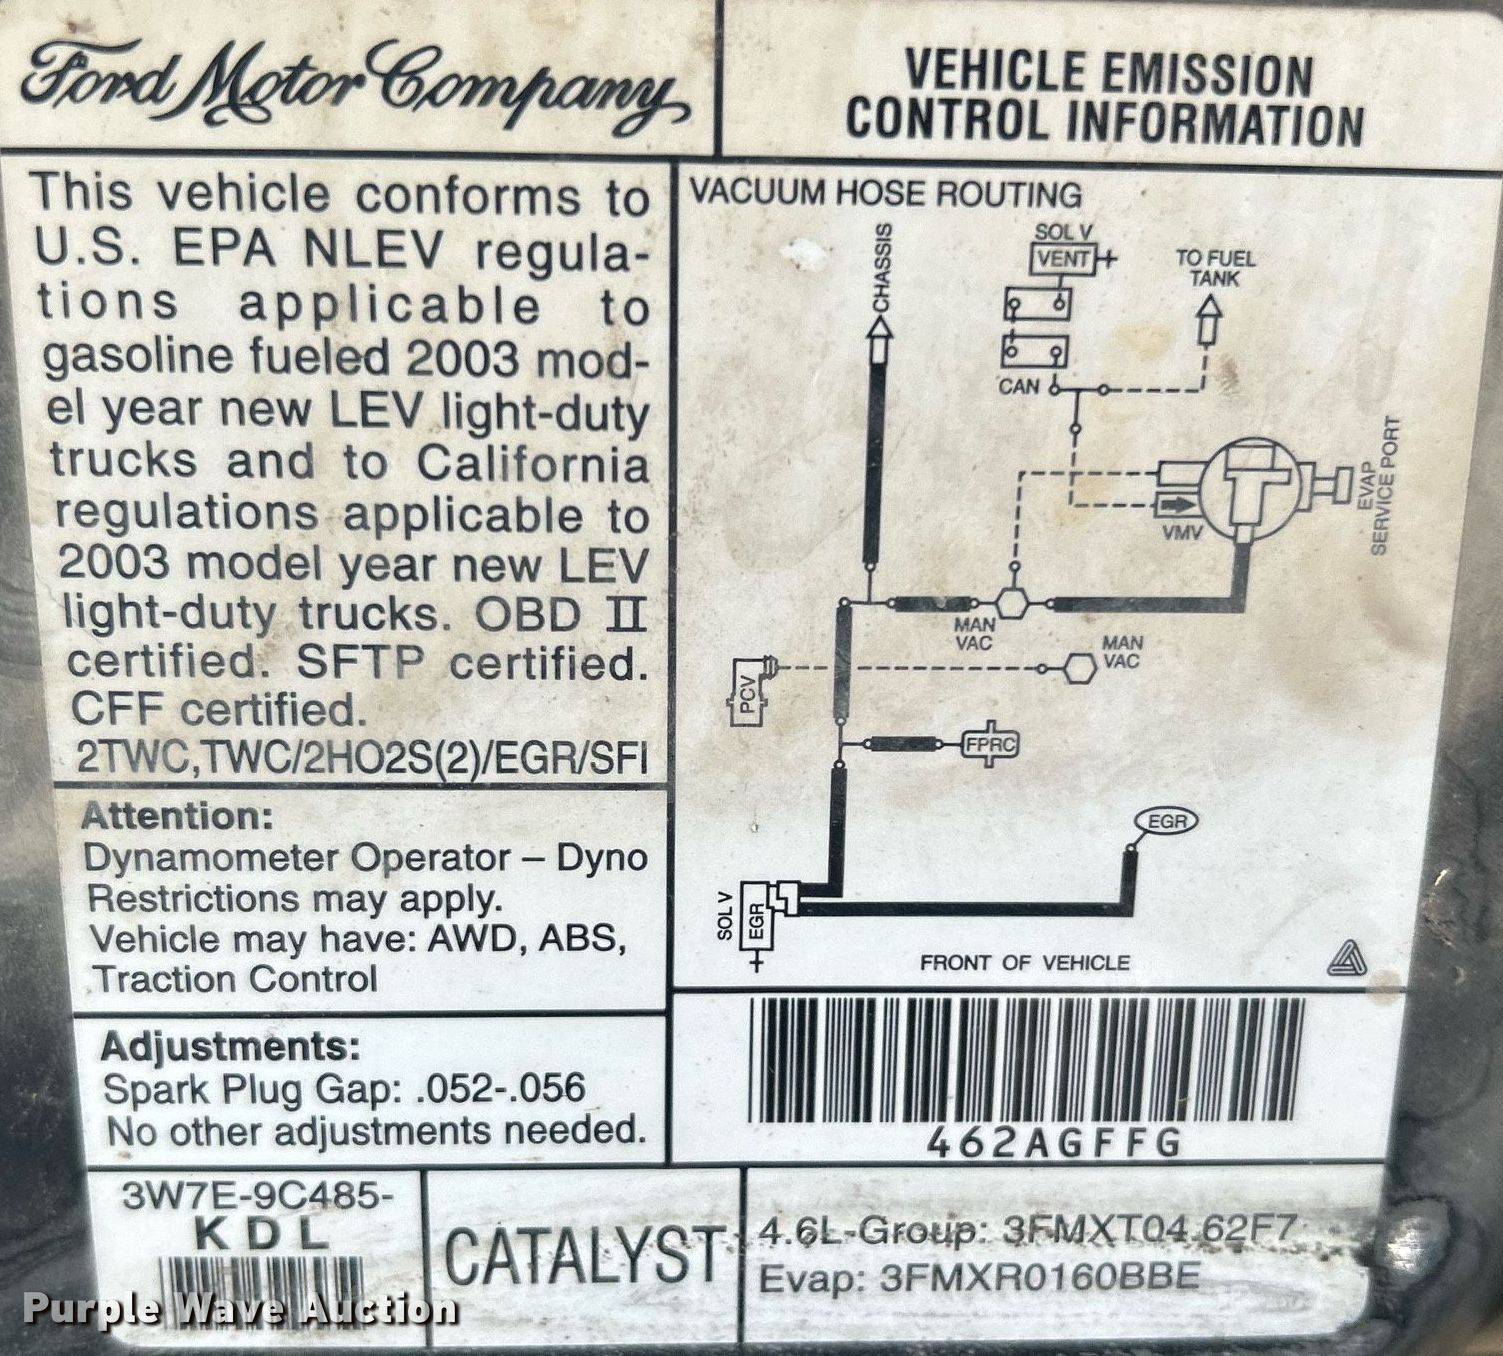 Ford Motor Company
VEHICLE EMISSION
CONTROL INFORMATION
This vehicle conforms to
U.S. EPA NLEV regula-
tions applicable to
gasoline fueled 2003 mod-
el year new LEV light-duty
trucks and to California
regulations applicable to
2003 model year new LEV
light-duty trucks. OBD II
certified. SFTP certified.
CFF certified.
2TWC,TWC/2HO2S(2)/EGR/SFI
Attention:
Dynamometer Operator – Dyno
Restrictions may apply.
Vehicle may have: AWD, ABS,
Traction Control
Adjustments:
Spark Plug Gap: .052-.056
No other adjustments needed.
VACUUM HOSE ROUTING
CHASSIS
SOL V
VENT
TO FUEL
TANK
CAN
EVAP
SERVICE PORT
VMV
MAN
VAC
MAN
VAC
PCV
FPRC
EGR
SOL V
EGR
FRONT OF VEHICLE
462AGFFG
3W7E-9C485-
KDL
CATALYST
4.6L-Group: 3FMXT04.62F7
Evap: 3FMXR0160BBE
Purple Wave Auction